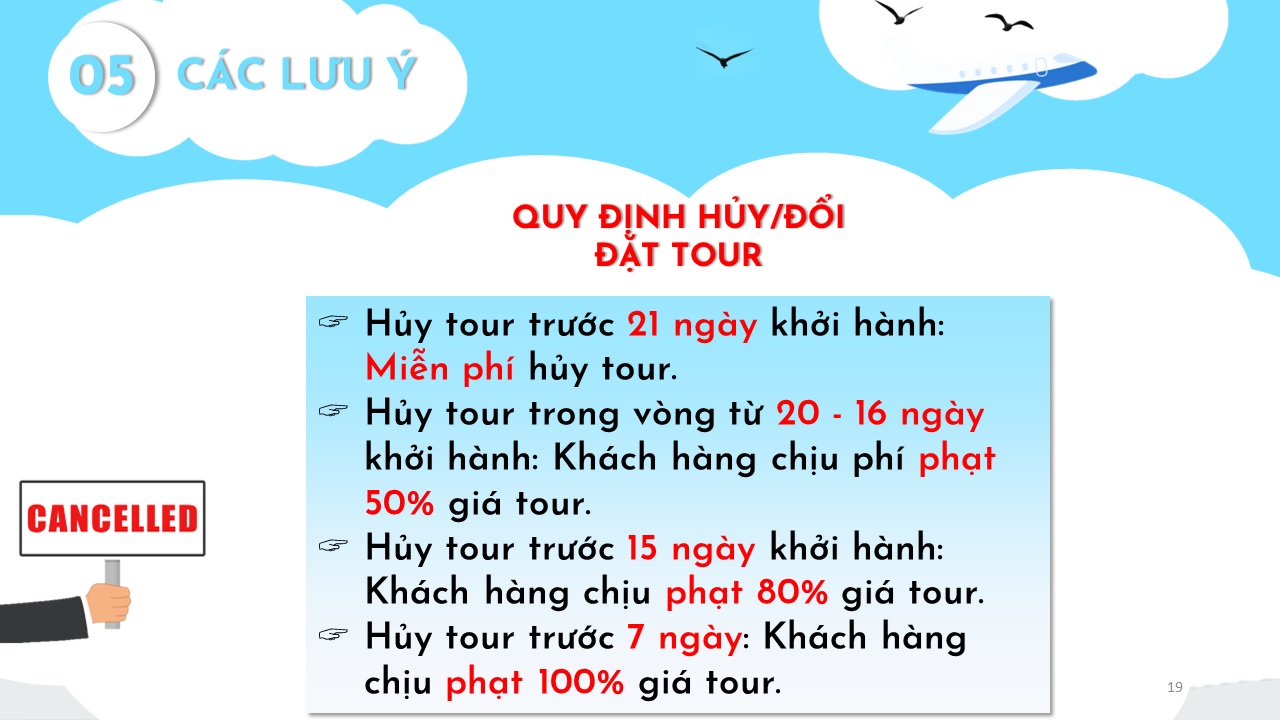 05 CÁC LƯU Ý
QUY ĐỊNH HỦY/ĐỔI
ĐẶT TOUR
☞ Hủy tour trước 21 ngày khởi hành:
Miễn phí hủy tour.
☞ Hủy tour trong vòng từ 20 - 16 ngày
khởi hành: Khách hàng chịu phí phạt
50% giá tour.
☞ Hủy tour trước 15 ngày khởi hành:
Khách hàng chịu phạt 80% giá tour.
☞ Hủy tour trước 7 ngày: Khách hàng
chịu phạt 100% giá tour.
CANCELLED
19